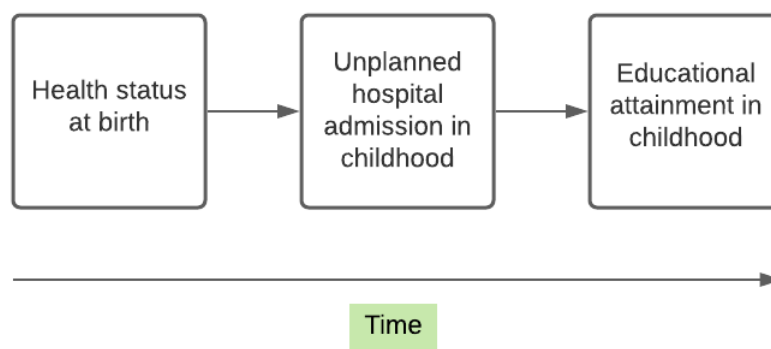 Health status
at birth
Unplanned
hospital
admission in
childhood
Educational
attainment in
childhood
Time